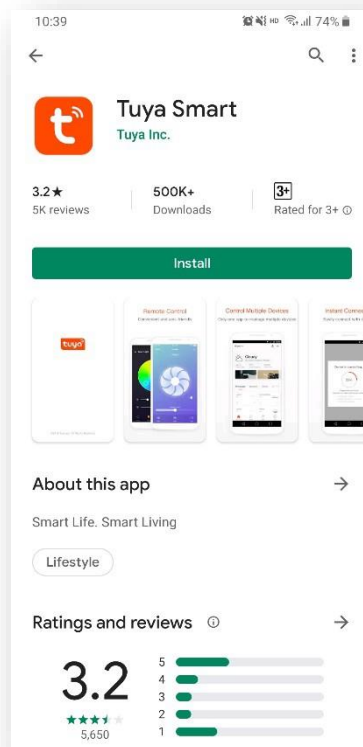 10:39
HD
74%
t
Tuya Smart
Tuya Inc.
3.2★
500K+
3+
5K reviews
Downloads
Rated for 3+
Install
tuya
Remote Control
Control Multiple Devices
About this app
Smart Life. Smart Living
Lifestyle
Ratings and reviews
3.2
5
4
3
2
1
5,650